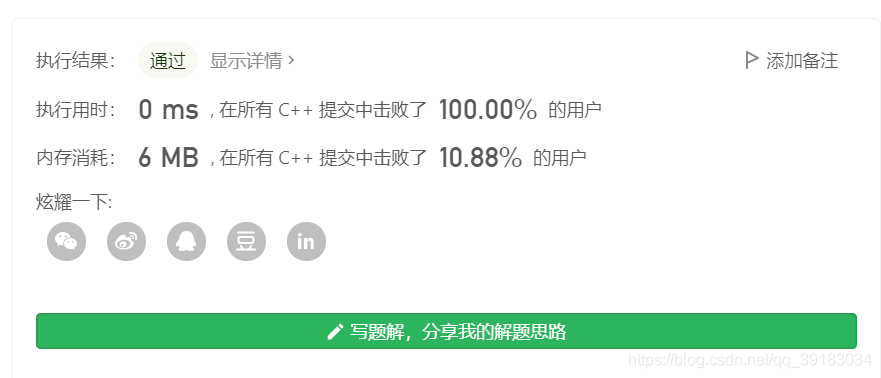 执行结果： 通过 显示详情 › 添加备注
执行用时： 0 ms , 在所有 C++ 提交中击败了 100.00% 的用户
内存消耗： 6 MB , 在所有 C++ 提交中击败了 10.88% 的用户
炫耀一下:
豆 in
写题解，分享我的解题思路
https://blog.csdn.net/qq_39183034